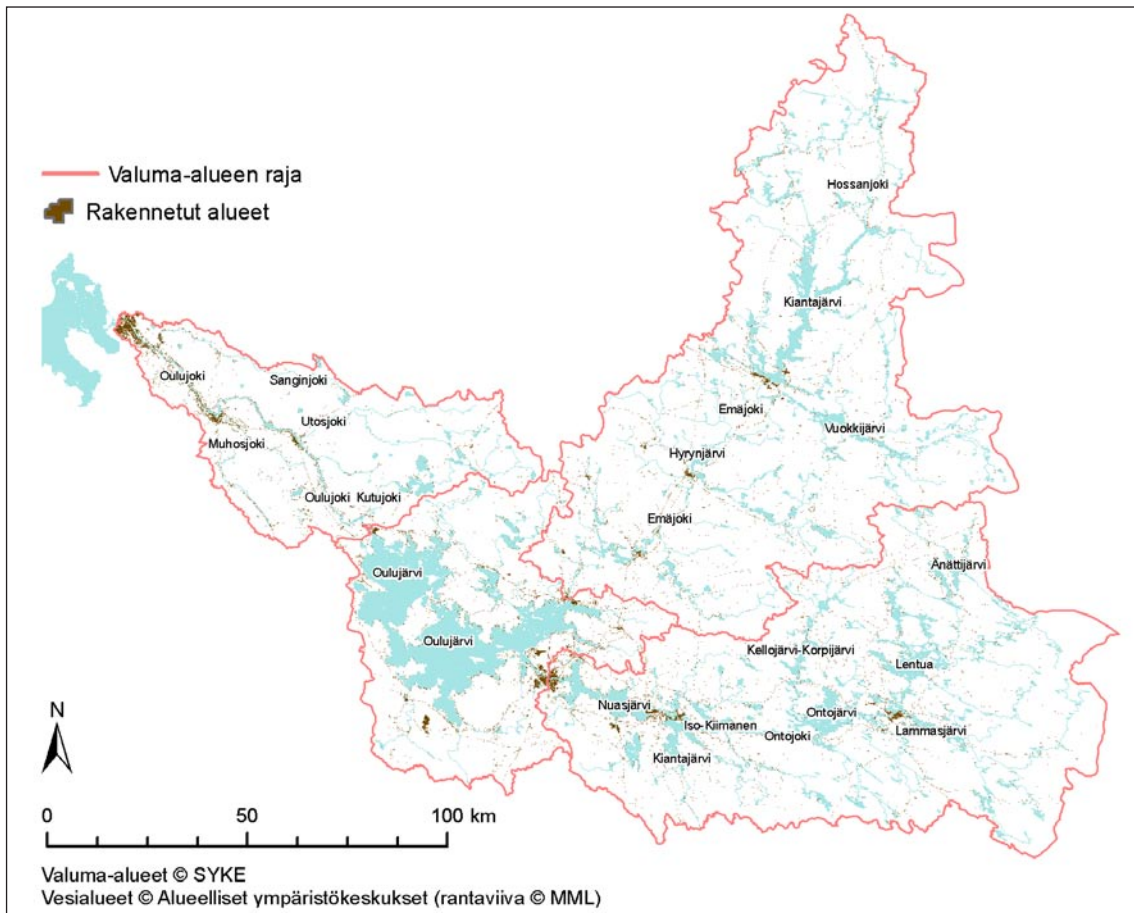 Valuma-alueen raja
Rakennetut alueet
Hossanjoki
Kiantajärvi
Oulujoki
Sanginjoki
Emäjoki
Utosjoki
Vuokkijärvi
Muhosjoki
Hyrynjärvi
Oulujoki
Kutujoki
Emäjoki
Änättijärvi
Oulujärvi
Oulujärvi
Kellojärvi-Korpijärvi
Lentua
Nuasjärvi
Ontojärvi
Iso-Kiimanen
Ontojoki
Lammasjärvi
Kiantajärvi
N
0 50 100 km
Valuma-alueet © SYKE
Vesialueet © Alueelliset ympäristökeskukset (rantaviiva © MML)